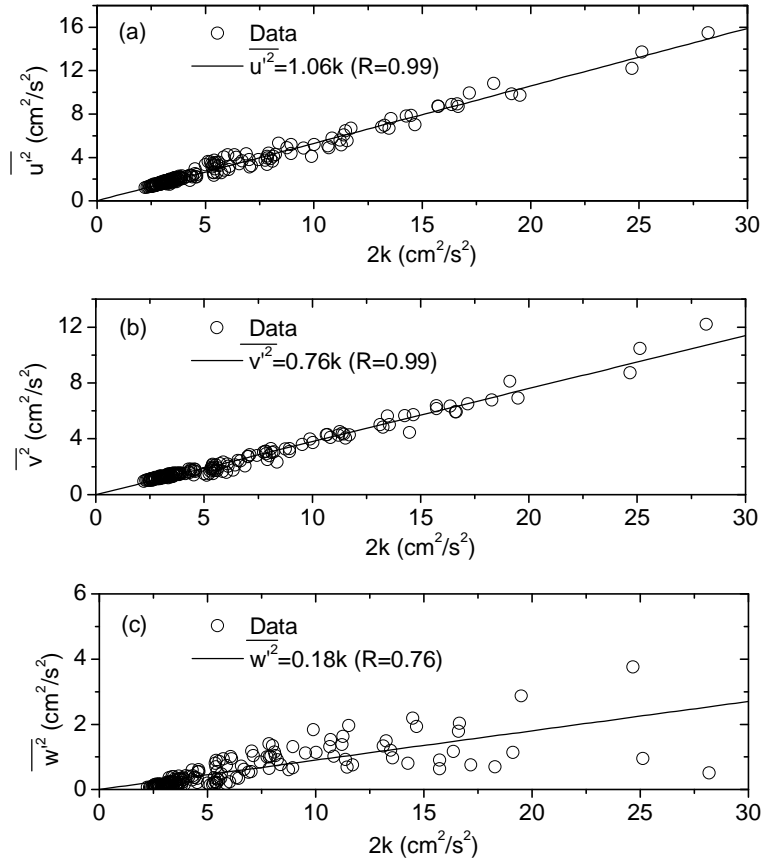 (a)
Data
u'²=1.06k (R=0.99)
u'² (cm²/s²)
16
12
8
4
0
0 5 10 15 20 25 30
2k (cm²/s²)
(b)
Data
v'²=0.76k (R=0.99)
v'² (cm²/s²)
12
8
4
0
0 5 10 15 20 25 30
2k (cm²/s²)
(c)
Data
w'²=0.18k (R=0.76)
w'² (cm²/s²)
6
4
2
0
0 5 10 15 20 25 30
2k (cm²/s²)